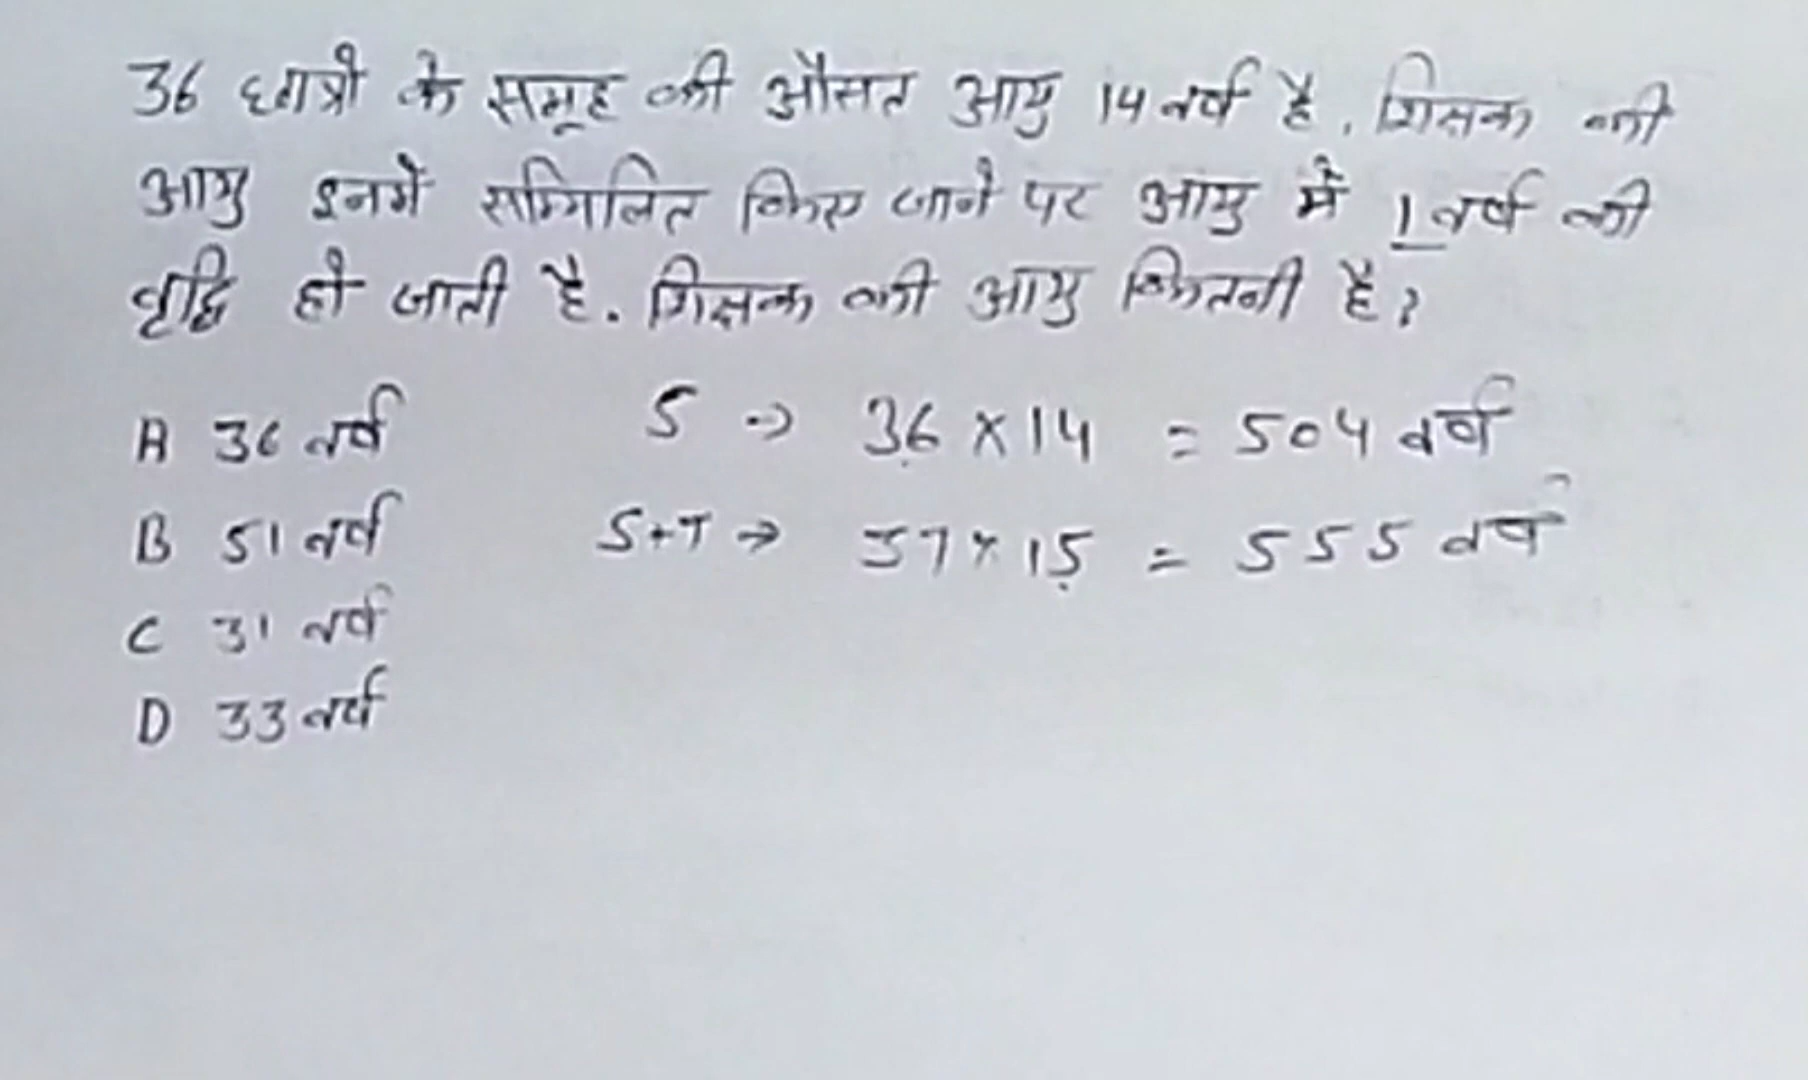 36 छात्रो के समूह की औसत आयु 14 वर्ष है, शिक्षक की
आयु इनमें सम्मिलित किए जाने पर आयु में 1 वर्ष की
वृद्धि हो जाती है. शिक्षक की आयु कितनी है?
A 36 वर्ष S → 36 × 14 = 504 वर्ष
B 51 वर्ष S+T → 37 × 15 = 555 वर्ष
C 31 वर्ष
D 33 वर्ष